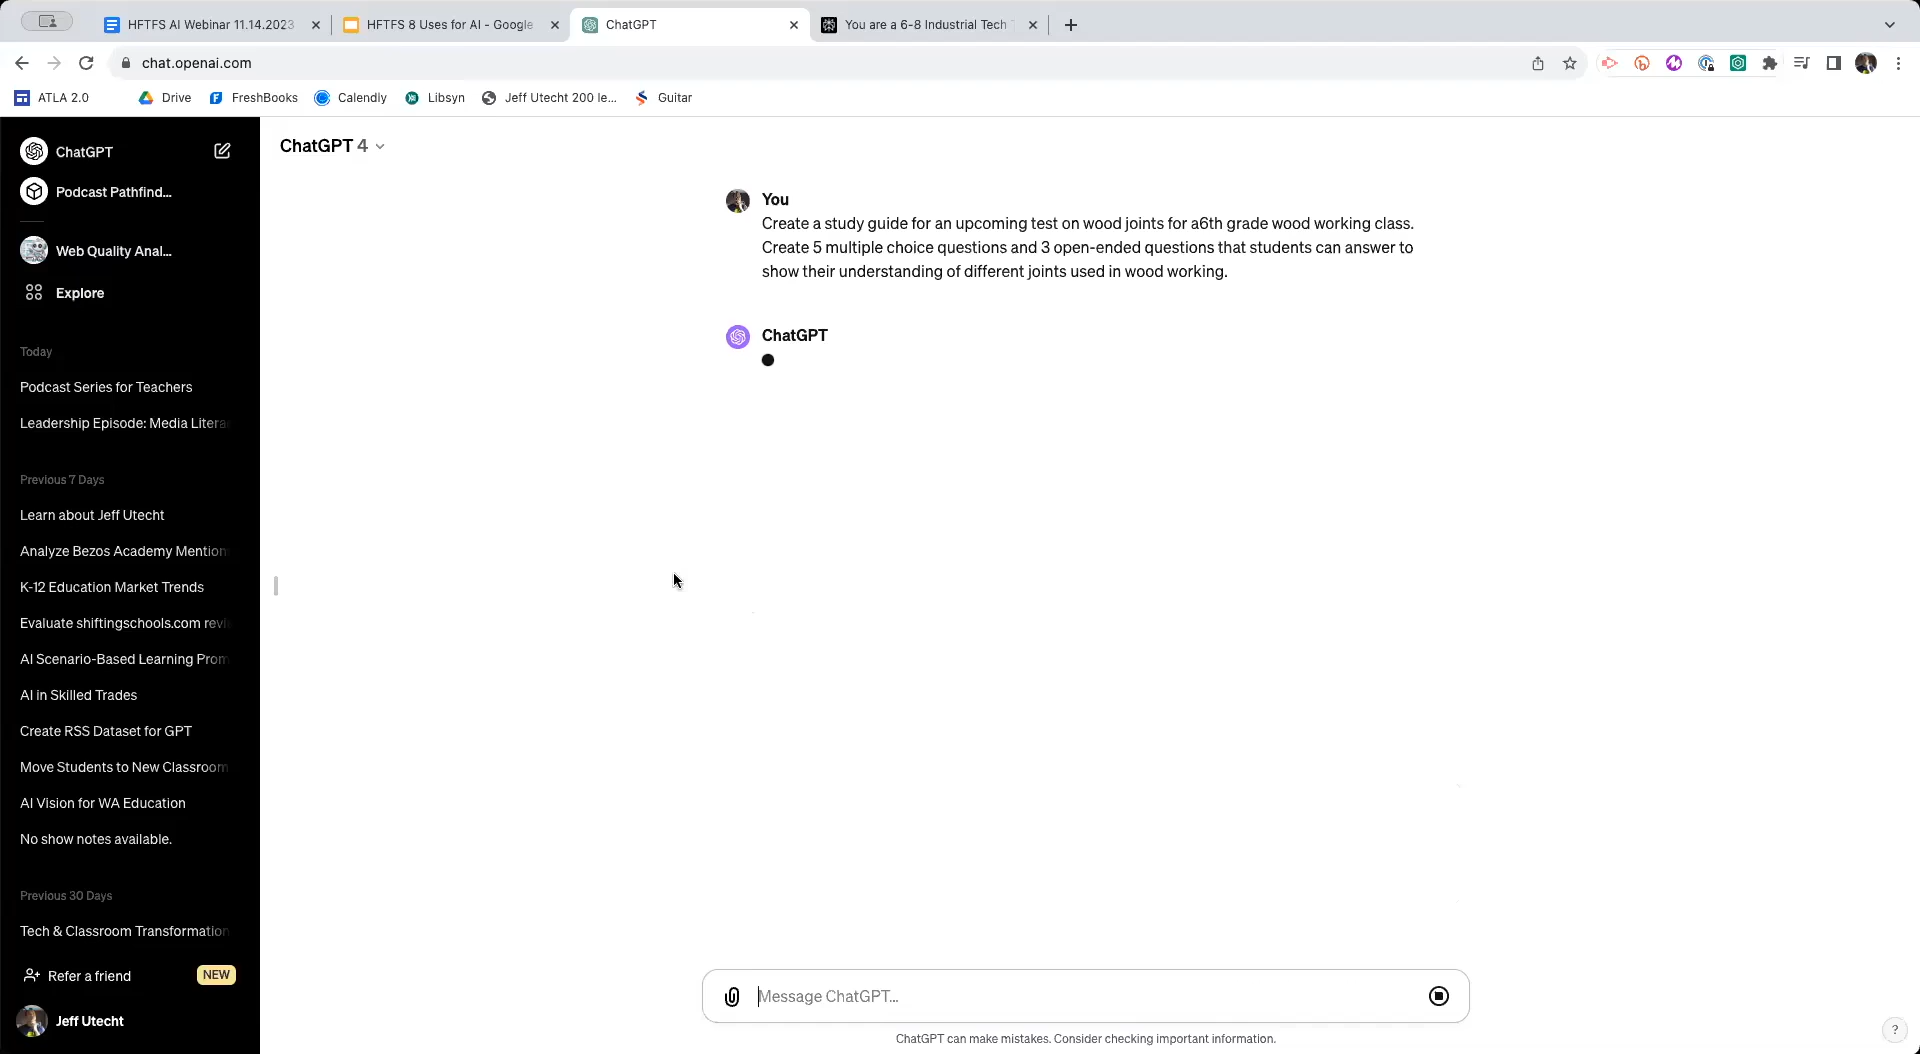 HFTFS AI Webinar 11.14.2023
HFTFS 8 Uses for AI - Google
ChatGPT
You are a 6-8 Industrial Tech
chat.openai.com
ATLA 2.0
Drive
FreshBooks
Calendly
Libsyn
Jeff Utecht 200 le...
Guitar
ChatGPT
Podcast Pathfind...
Web Quality Anal...
Explore
Today
Podcast Series for Teachers
Leadership Episode: Media Litera
Previous 7 Days
Learn about Jeff Utecht
Analyze Bezos Academy Mention
K-12 Education Market Trends
Evaluate shiftingschools.com revi
AI Scenario-Based Learning Prom
AI in Skilled Trades
Create RSS Dataset for GPT
Move Students to New Classroom
AI Vision for WA Education
No show notes available.
Previous 30 Days
Tech & Classroom Transformation
Refer a friend
NEW
Jeff Utecht
ChatGPT 4
You
Create a study guide for an upcoming test on wood joints for a6th grade wood working class.
Create 5 multiple choice questions and 3 open-ended questions that students can answer to
show their understanding of different joints used in wood working.
ChatGPT
Message ChatGPT...
ChatGPT can make mistakes. Consider checking important information.
?